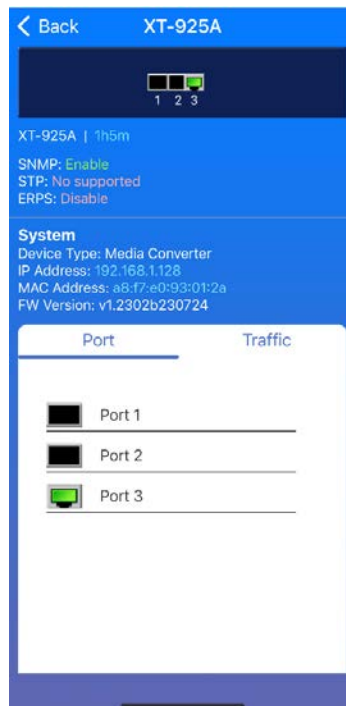 Back XT-925A
1 2 3
XT-925A | 1h5m
SNMP: Enable
STP: No supported
ERPS: Disable
System
Device Type: Media Converter
IP Address: 192.168.1.128
MAC Address: a8:f7:e0:93:01:2a
FW Version: v1.2302b230724
Port Traffic
Port 1
Port 2
Port 3